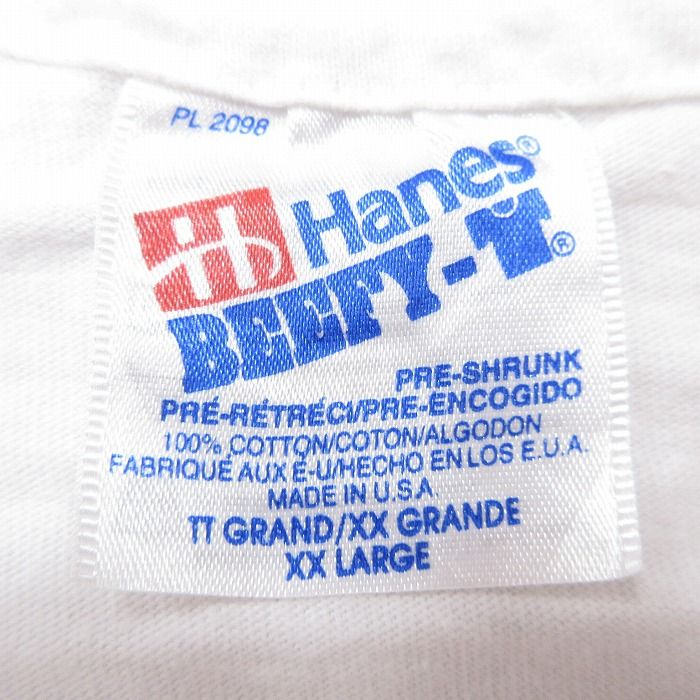 PL 2098
Hanes®
BEEFY-T®
PRE-SHRUNK
PRÉ-RÉTRÉCI/PRE-ENCOGIDO
100% COTTON/COTON/ALGODON
FABRIQUÉ AUX É-U/HECHO EN LOS E.U.A.
MADE IN U.S.A.
TT GRAND/XX GRANDE
XX LARGE